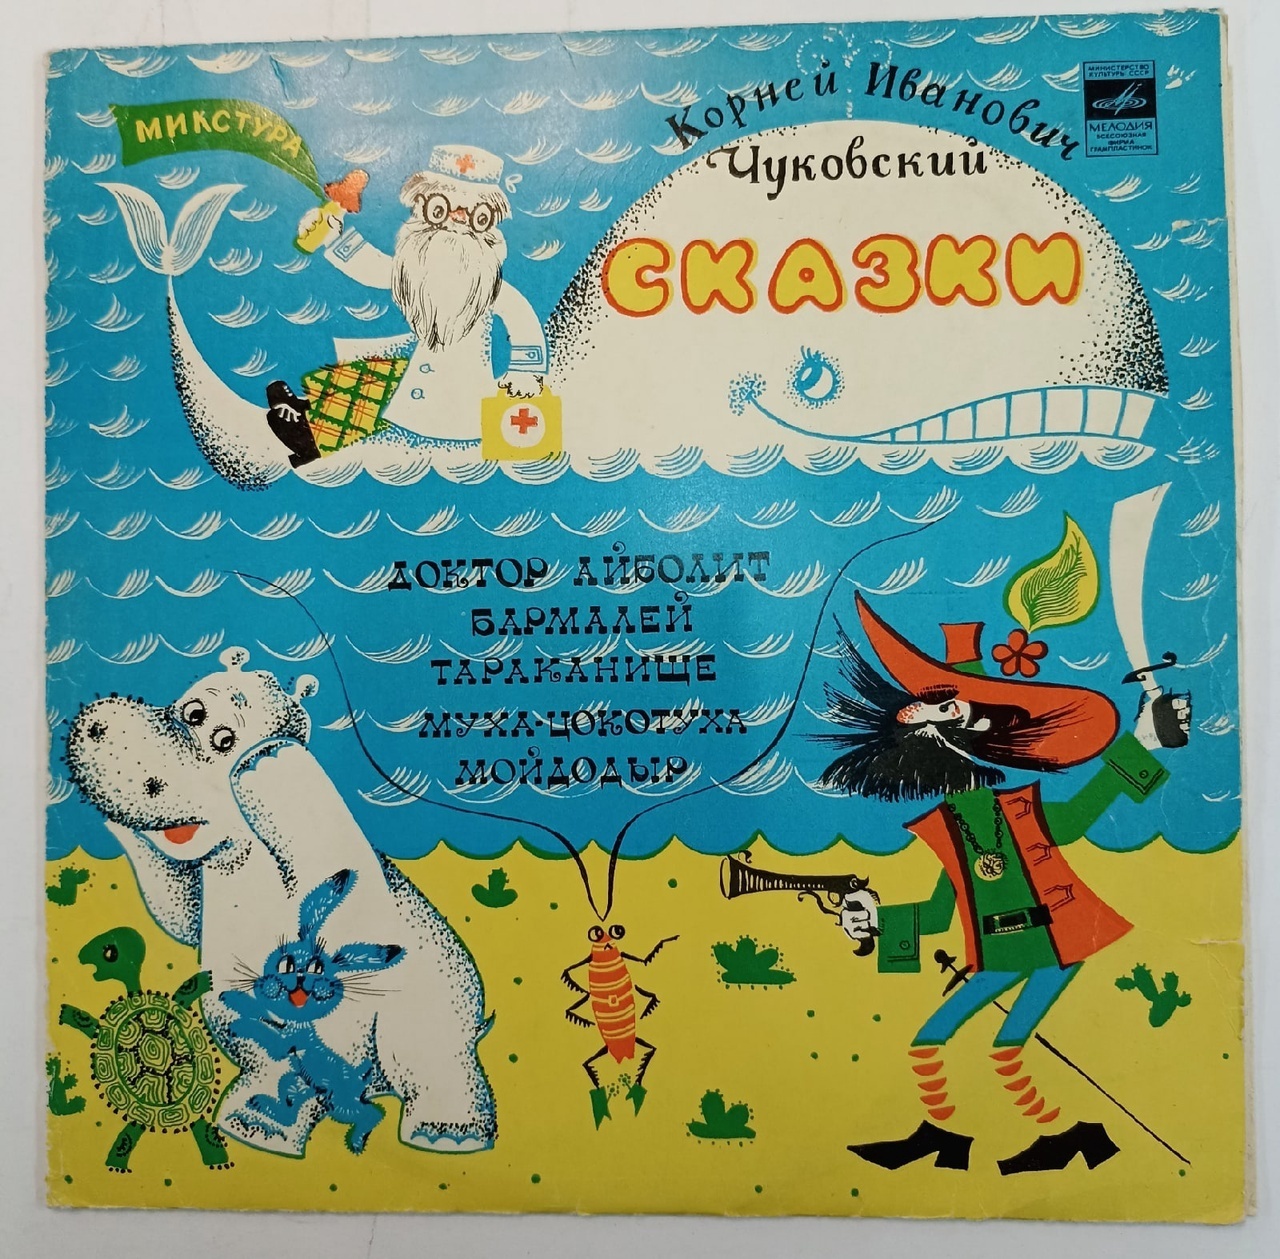 Корней Иванович
Чуковский
СКАЗКИ
МИНИСТЕРСТВО
КУЛЬТУРЫ СССР
МЕЛОДИЯ
ВСЕСОЮЗНАЯ
ФИРМА
ГРАМПЛАСТИНОК
МИКСТУРА
ДОКТОР АЙБОЛИТ
БАРМАЛЕЙ
ТАРАКАНИЩЕ
МУХА-ЦОКОТУХА
МОЙДОДЫР